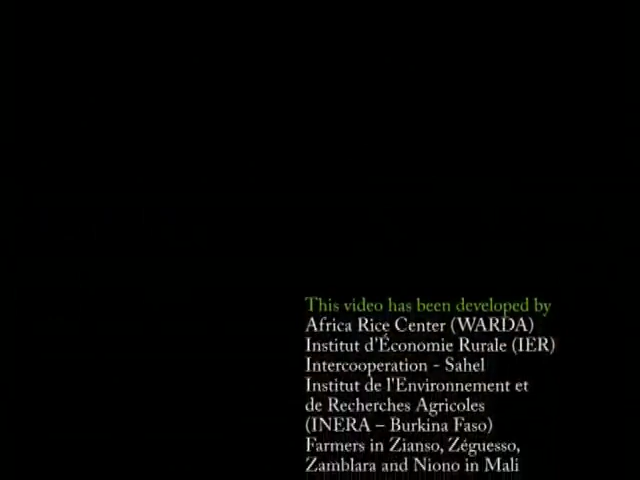 This video has been developed by
Africa Rice Center (WARDA)
Institut d'Économie Rurale (IER)
Intercooperation - Sahel
Institut de l'Environnement et
de Recherches Agricoles
(INERA – Burkina Faso)
Farmers in Zianso, Zéguesso,
Zamblara and Niono in Mali